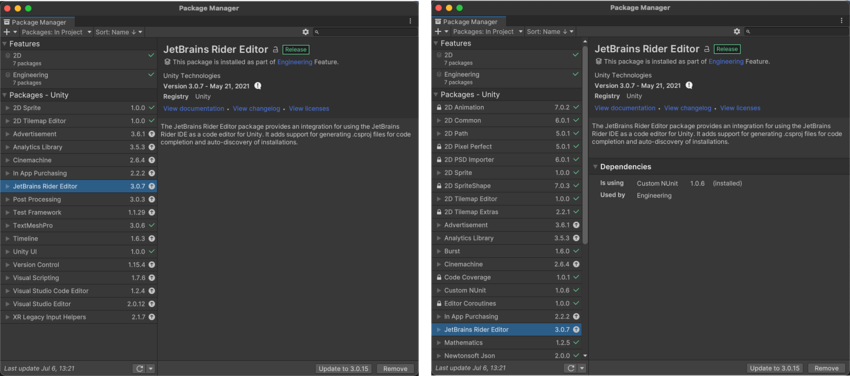 Package Manager
Package Manager
Packages: In Project
Sort: Name ↓
Features
2D
7 packages
Engineering
7 packages
Packages - Unity
2D Sprite 1.0.0
2D Tilemap Editor 1.0.0
Advertisement 3.6.1
Analytics Library 3.5.3
Cinemachine 2.6.4
In App Purchasing 2.2.2
JetBrains Rider Editor 3.0.7
Post Processing 3.0.3
Test Framework 1.1.29
TextMeshPro 3.0.6
Timeline 1.6.3
Unity UI 1.0.0
Version Control 1.15.4
Visual Scripting 1.7.6
Visual Studio Code Editor 1.2.4
Visual Studio Editor 2.0.12
XR Legacy Input Helpers 2.1.7
Last update Jul 6, 13:21
JetBrains Rider Editor Release
This package is installed as part of Engineering Feature.
Unity Technologies
Version 3.0.7 - May 21, 2021
Registry Unity
View documentation • View changelog • View licenses
The JetBrains Rider Editor package provides an integration for using the JetBrains
Rider IDE as a code editor for Unity. It adds support for generating .csproj files for code
completion and auto-discovery of installations.
Update to 3.0.15 Remove
Package Manager
Package Manager
Packages: In Project
Sort: Name ↓
Features
2D
7 packages
Engineering
7 packages
Packages - Unity
2D Animation 7.0.2
2D Common 6.0.1
2D Path 5.0.1
2D Pixel Perfect 5.0.1
2D PSD Importer 6.0.1
2D Sprite 1.0.0
2D SpriteShape 7.0.3
2D Tilemap Editor 1.0.0
2D Tilemap Extras 2.2.1
Advertisement 3.6.1
Analytics Library 3.5.3
Burst 1.6.0
Cinemachine 2.6.4
Code Coverage 1.0.1
Custom NUnit 1.0.6
Editor Coroutines 1.0.0
In App Purchasing 2.2.2
JetBrains Rider Editor 3.0.7
Mathematics 1.2.5
Newtonsoft Json 2.0.0
Last update Jul 6, 13:21
JetBrains Rider Editor Release
This package is installed as part of Engineering Feature.
Unity Technologies
Version 3.0.7 - May 21, 2021
Registry Unity
View documentation • View changelog • View licenses
The JetBrains Rider Editor package provides an integration for using the JetBrains
Rider IDE as a code editor for Unity. It adds support for generating .csproj files for code
completion and auto-discovery of installations.
Dependencies
Is using Custom NUnit 1.0.6 (installed)
Used by Engineering
Update to 3.0.15 Remove